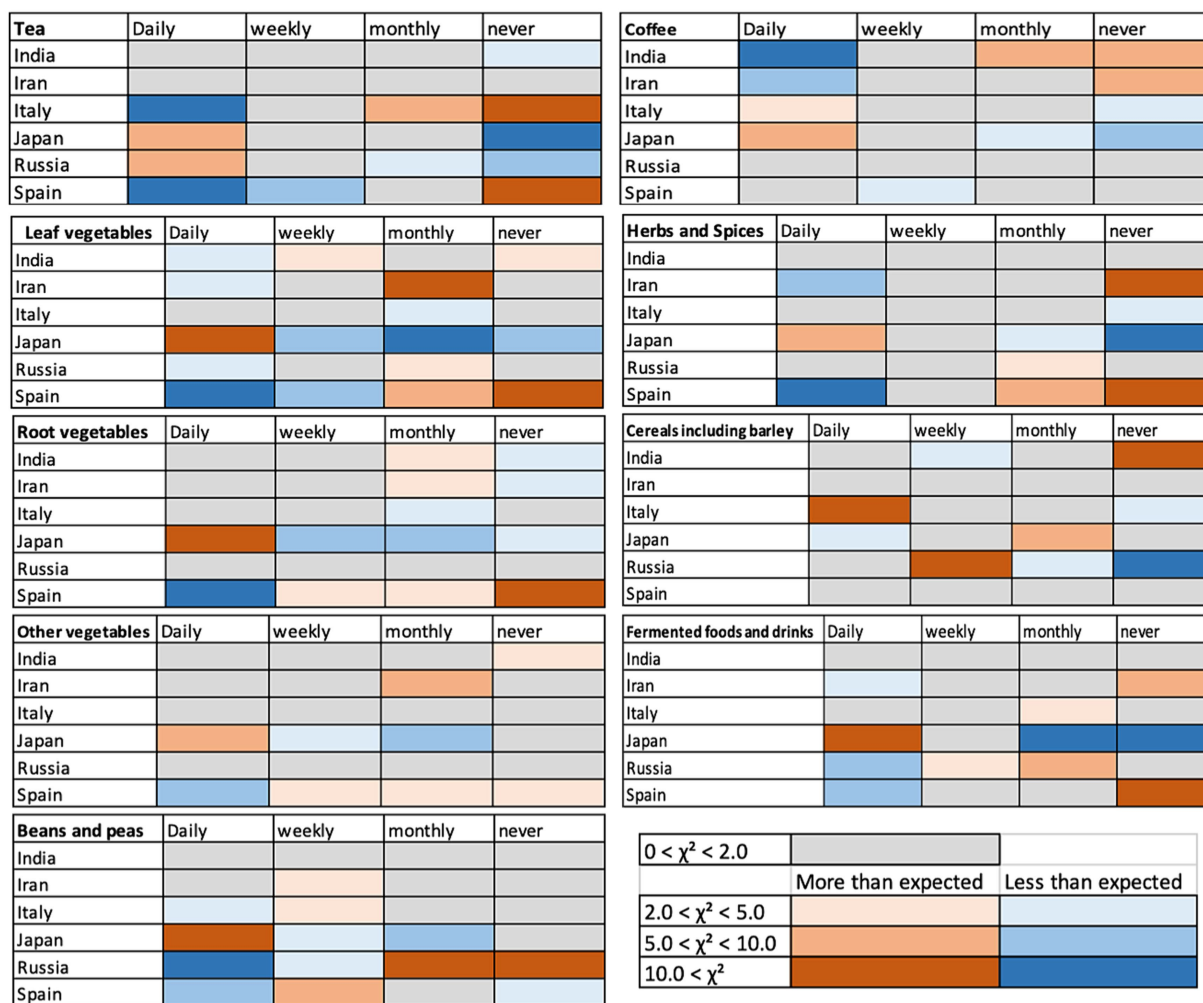 Tea Daily weekly monthly never
India
Iran
Italy
Japan
Russia
Spain
Coffee Daily weekly monthly never
India
Iran
Italy
Japan
Russia
Spain
Leaf vegetables Daily weekly monthly never
India
Iran
Italy
Japan
Russia
Spain
Herbs and Spices Daily weekly monthly never
India
Iran
Italy
Japan
Russia
Spain
Root vegetables Daily weekly monthly never
India
Iran
Italy
Japan
Russia
Spain
Cereals including barley Daily weekly monthly never
India
Iran
Italy
Japan
Russia
Spain
Other vegetables Daily weekly monthly never
India
Iran
Italy
Japan
Russia
Spain
Fermented foods and drinks Daily weekly monthly never
India
Iran
Italy
Japan
Russia
Spain
Beans and peas Daily weekly monthly never
India
Iran
Italy
Japan
Russia
Spain
0 < χ² < 2.0
More than expected Less than expected
2.0 < χ² < 5.0
5.0 < χ² < 10.0
10.0 < χ²